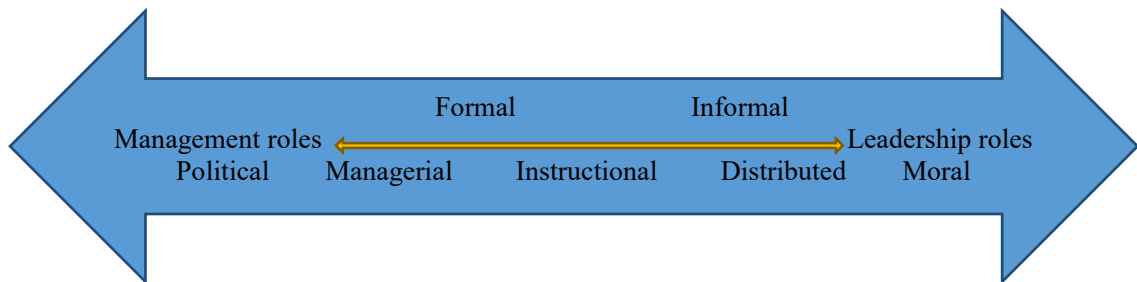 Formal Informal
Management roles Leadership roles
Political Managerial Instructional Distributed Moral